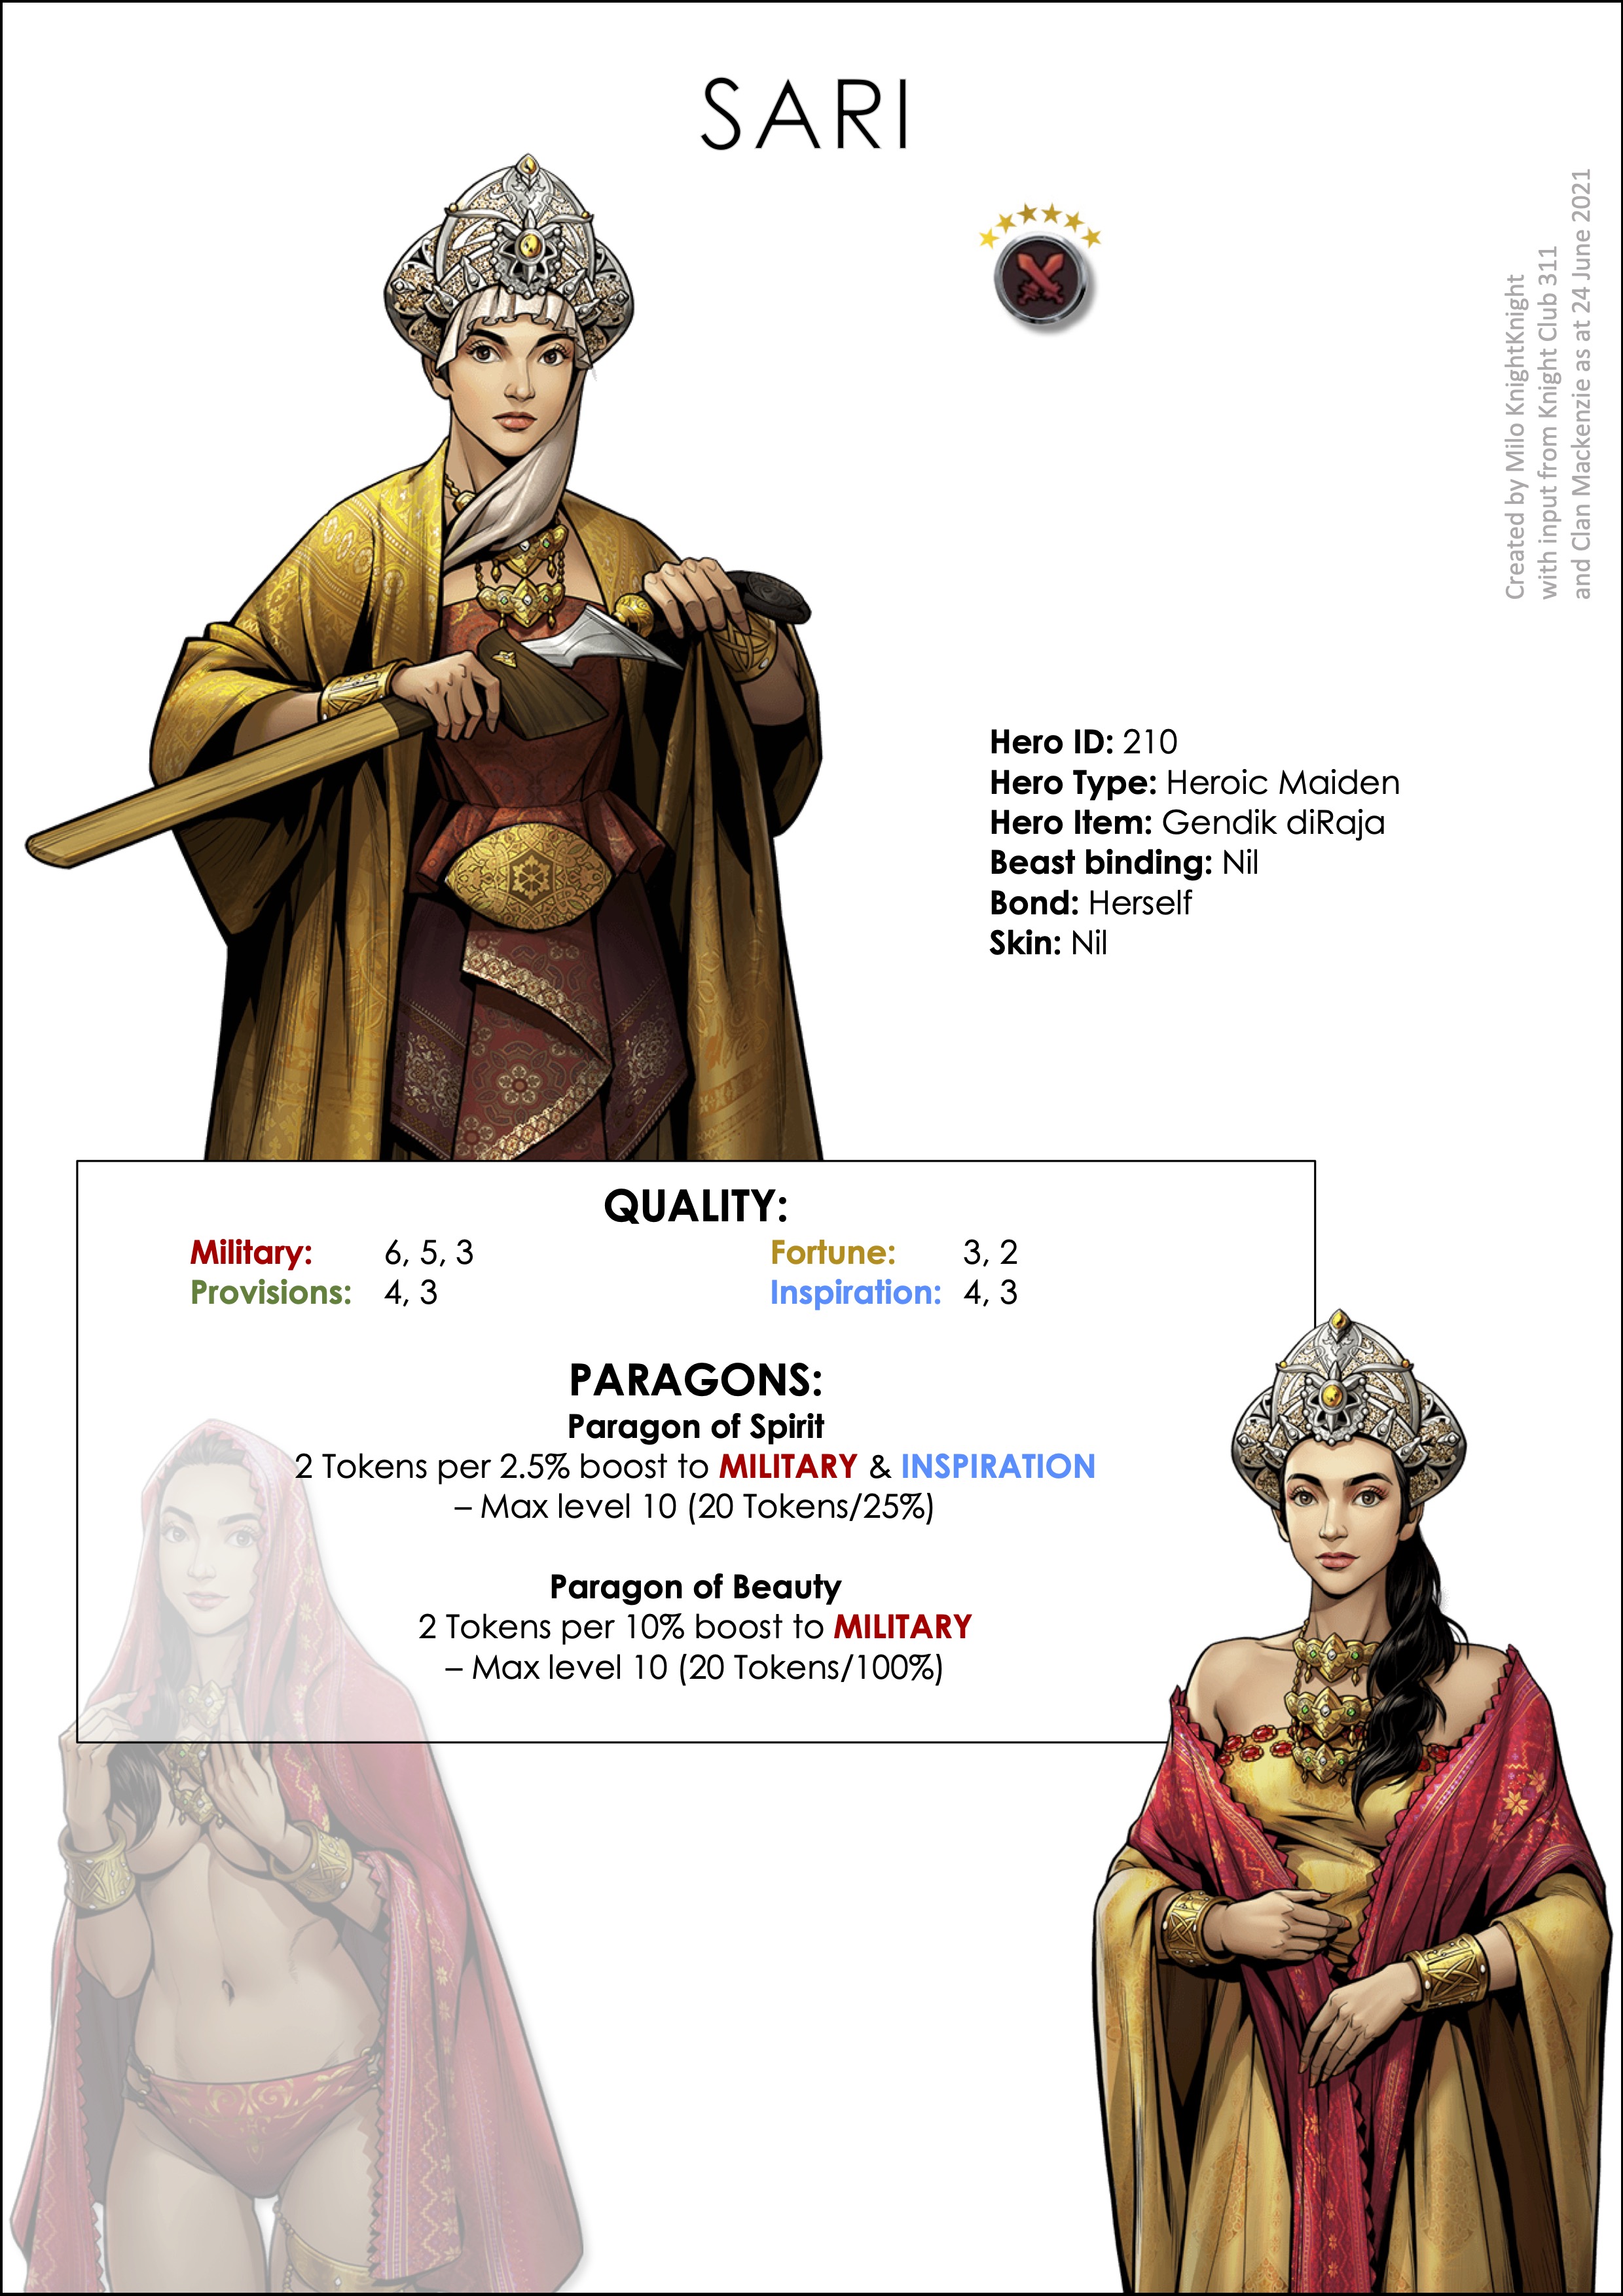 SARI
Created by Milo KnightKnight
with input from Knight Club 311
and Clan Mackenzie as at 24 June 2021
Hero ID: 210
Hero Type: Heroic Maiden
Hero Item: Gendik diRaja
Beast binding: Nil
Bond: Herself
Skin: Nil
QUALITY:
Military: 6, 5, 3 Fortune: 3, 2
Provisions: 4, 3 Inspiration: 4, 3
PARAGONS:
Paragon of Spirit
2 Tokens per 2.5% boost to MILITARY & INSPIRATION
– Max level 10 (20 Tokens/25%)
Paragon of Beauty
2 Tokens per 10% boost to MILITARY
– Max level 10 (20 Tokens/100%)